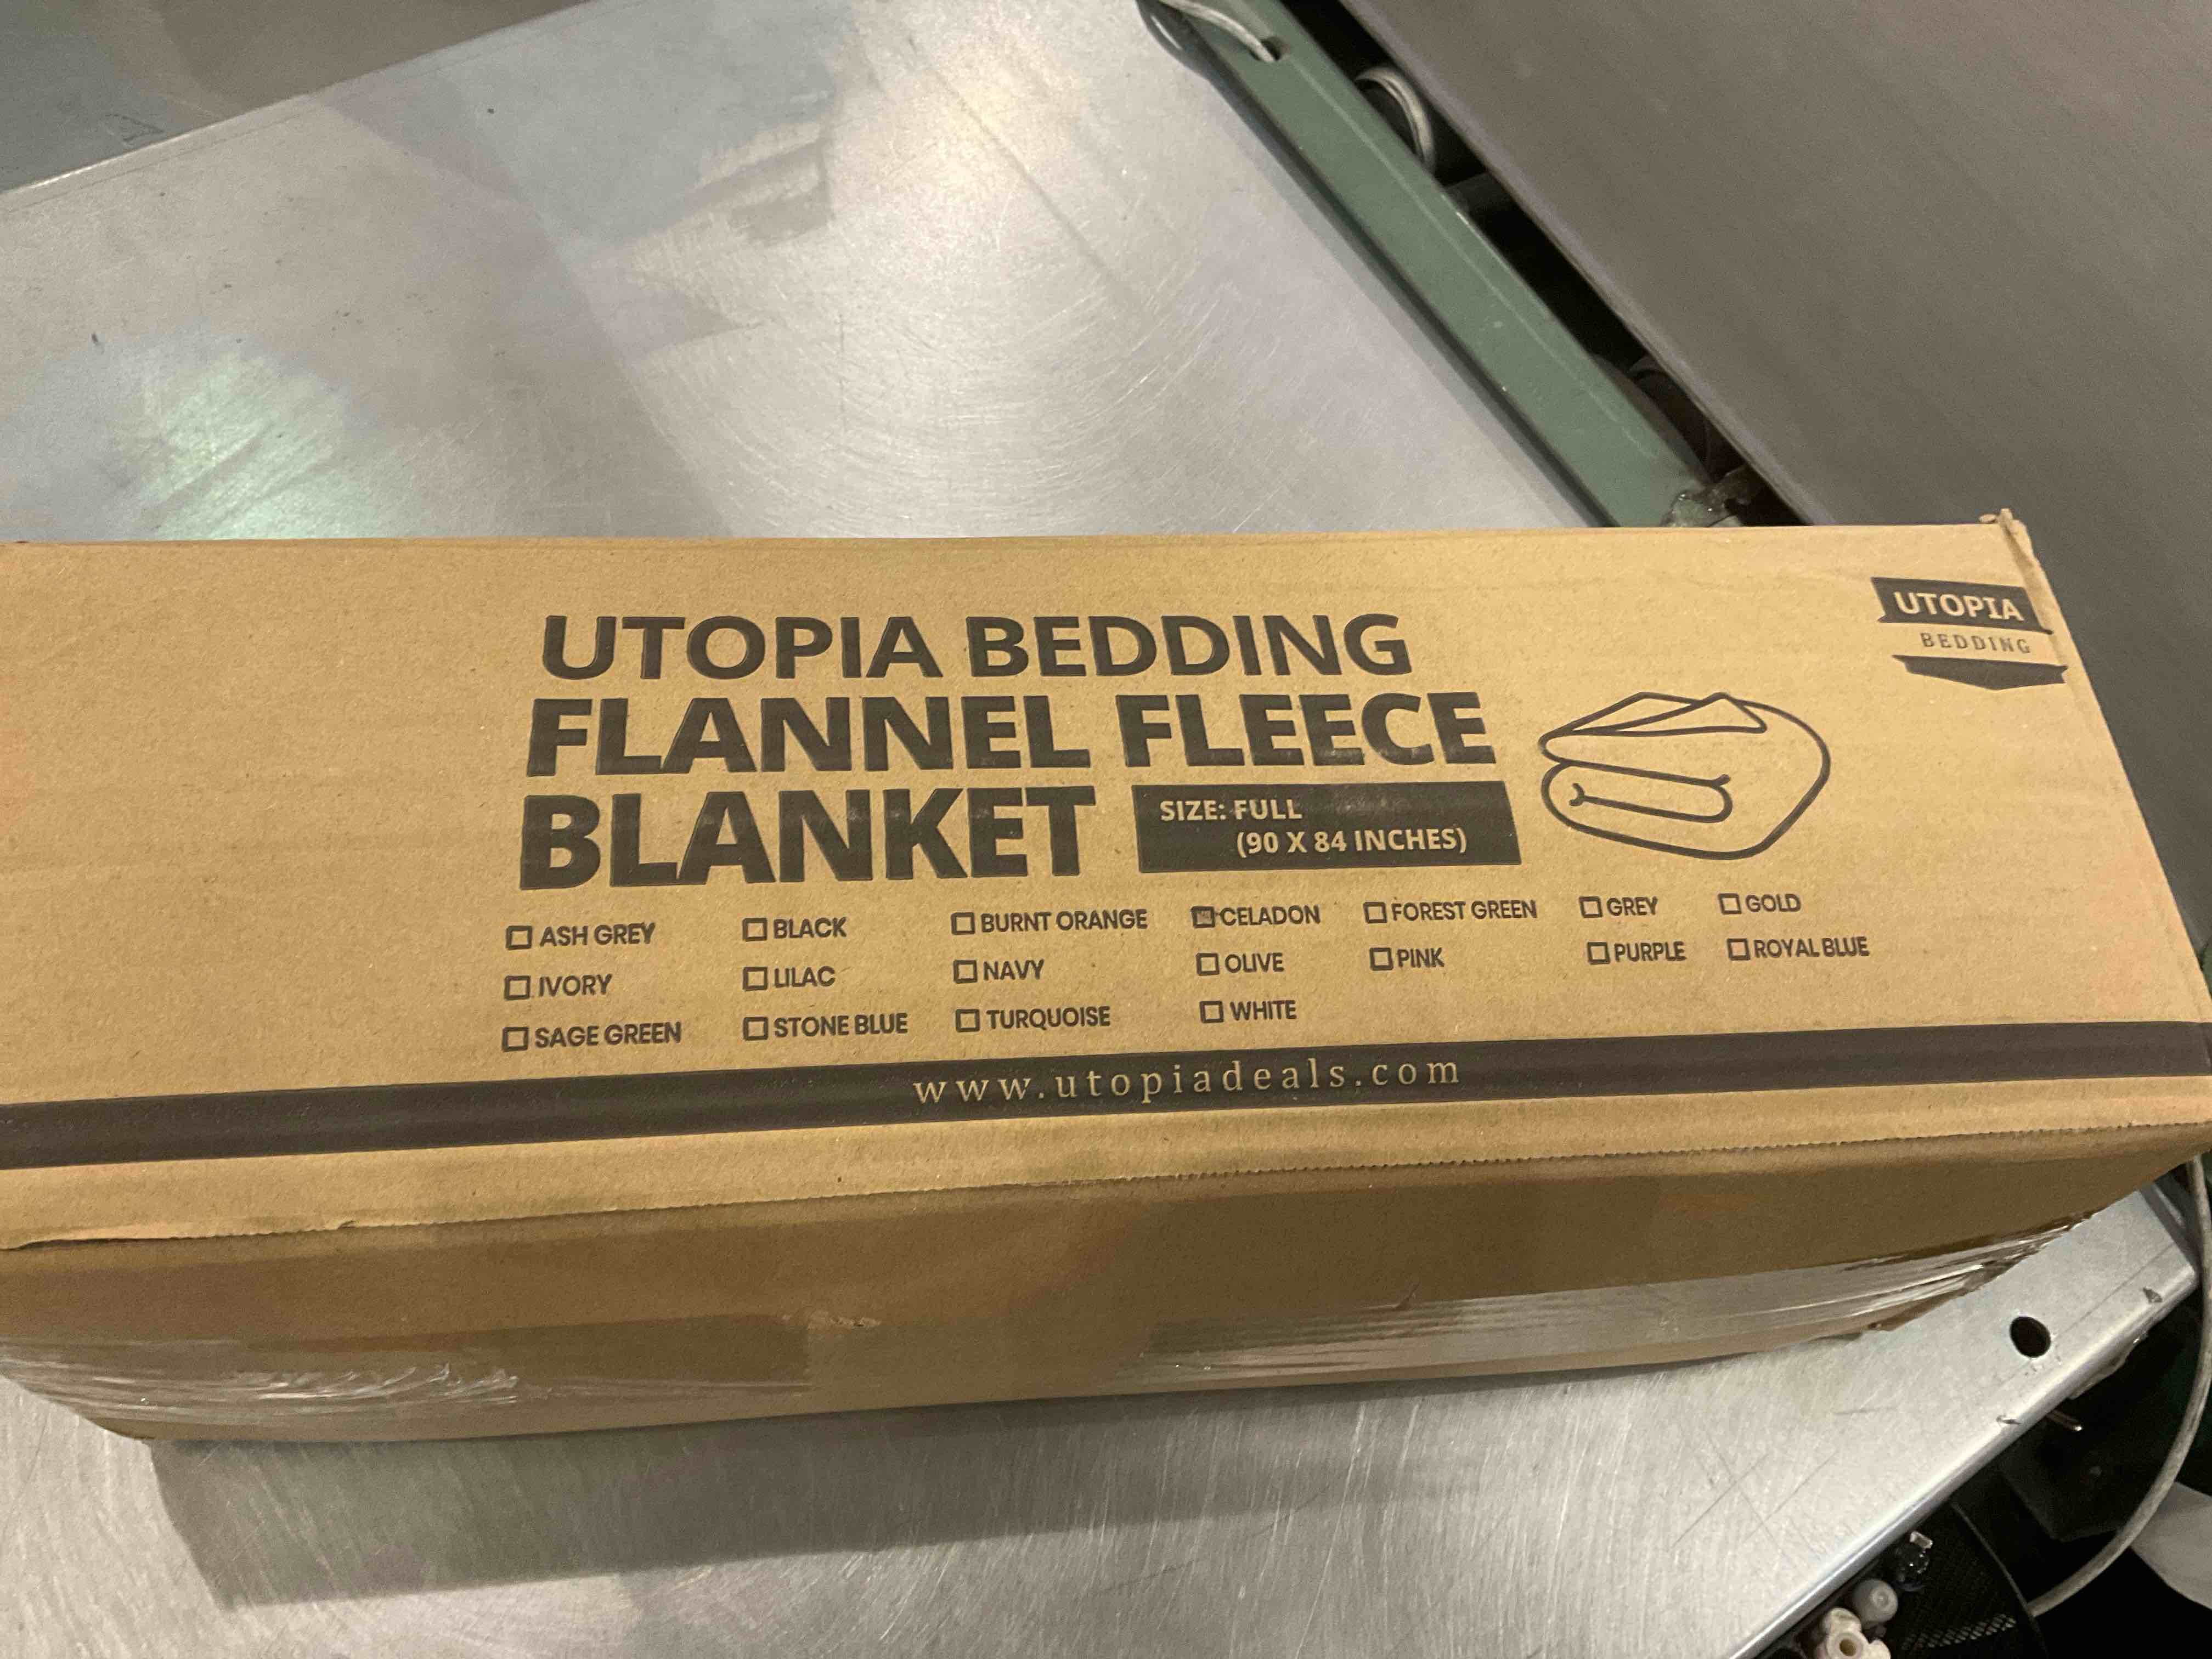 UTOPIA
BEDDING
UTOPIA BEDDING
FLANNEL FLEECE
BLANKET
SIZE: FULL
(90 X 84 INCHES)
ASH GREY BLACK BURNT ORANGE CELADON FOREST GREEN GREY GOLD
IVORY LILAC NAVY OLIVE PINK PURPLE ROYAL BLUE
SAGE GREEN STONE BLUE TURQUOISE WHITE
www.utopiadeals.com